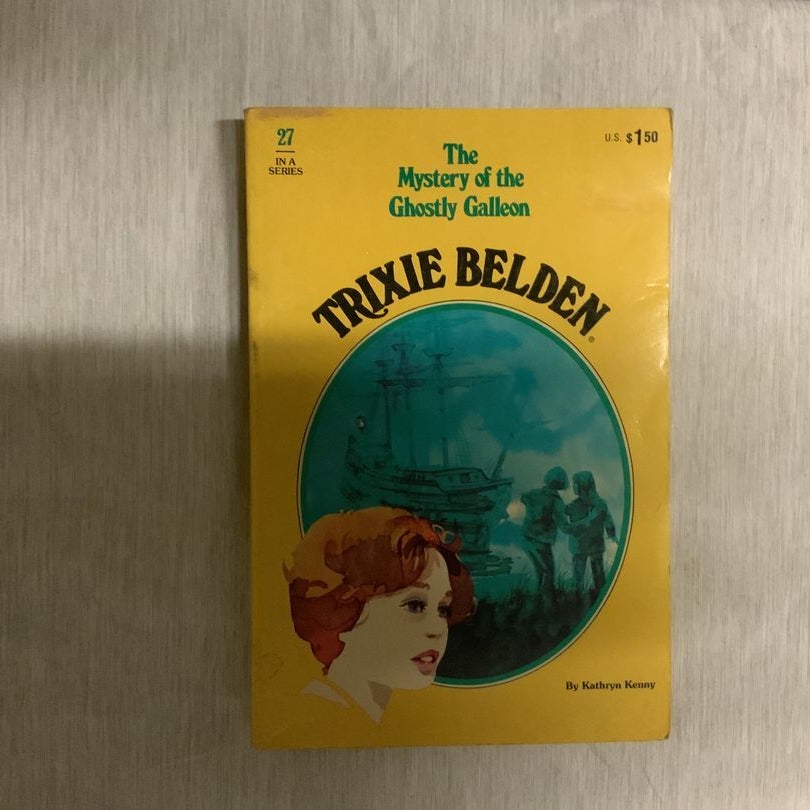 27
IN A
SERIES
U.S. $1.50
The
Mystery of the
Ghostly Galleon
TRIXIE BELDEN®
By Kathryn Kenny